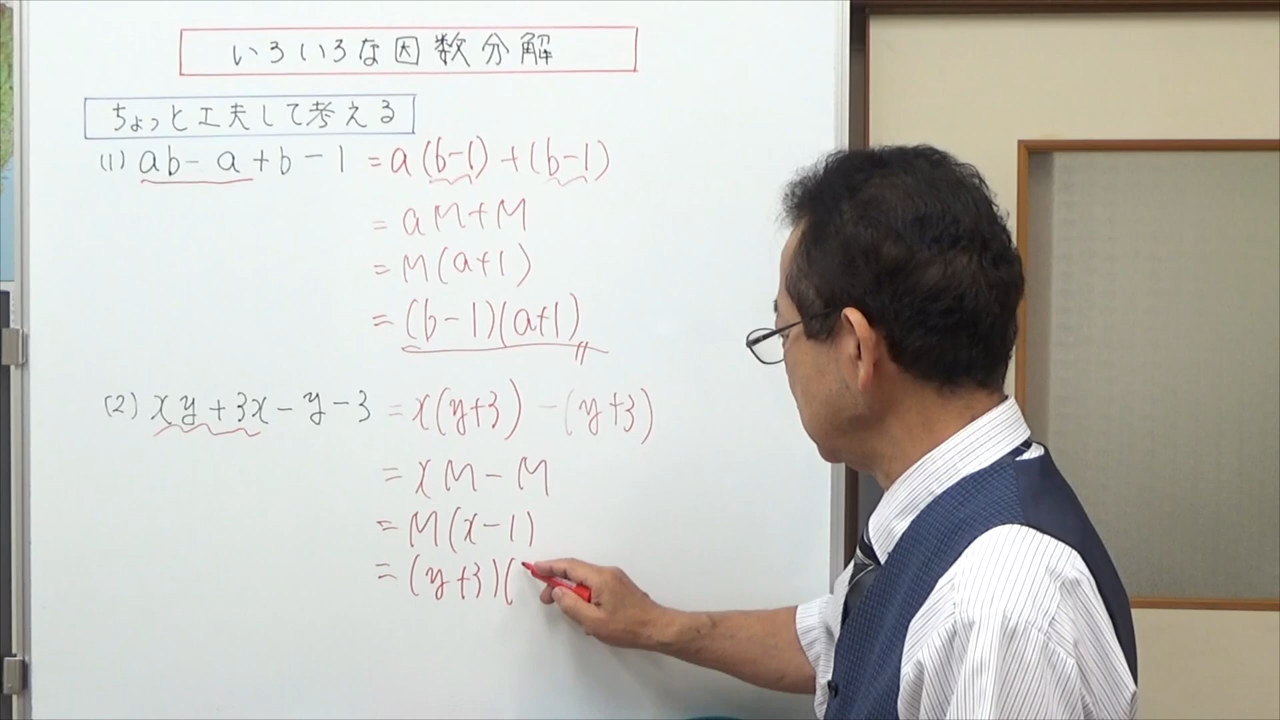 いろいろな因数分解
ちょっと工夫して考える
(1) ab - a + b - 1 = a(b-1) + (b-1)
= aM + M
= M(a+1)
= (b-1)(a+1)
(2) xy + 3x - y - 3 = x(y+3) - (y+3)
= xM - M
= M(x-1)
= (y+3)(